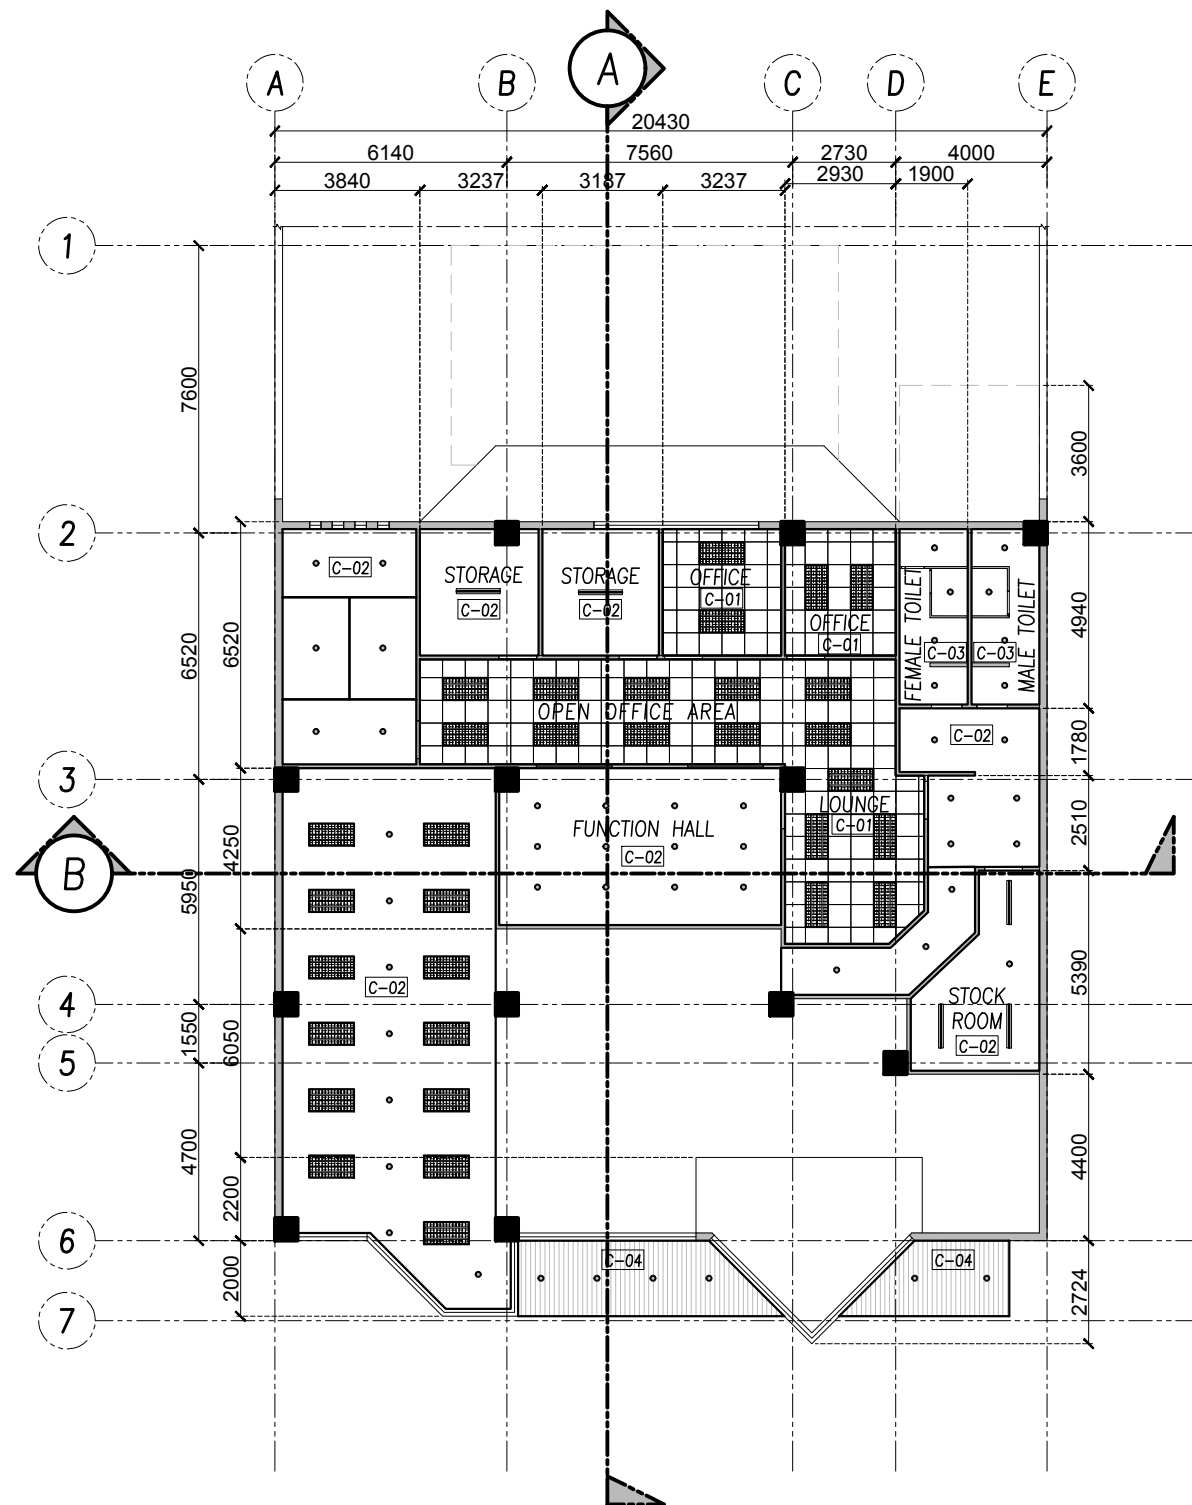 A B A C D E
20430
6140 7560 2730 4000
3840 3237 3187 3237 2930 1900
1
7600
3600
2
C-02
STORAGE
C-02
STORAGE
C-02
OFFICE
C-01
OFFICE
C-01
FEMALE TOILET
C-03
C-03
MALE TOILET
6520
6520
4940
OPEN OFFICE AREA
C-02
1780
3
LOUNGE
C-01
FUNCTION HALL
C-02
2510
4250
B
5950
C-02
4
STOCK
ROOM
C-02
5390
1550
6050
5
4700
2200
4400
6
C-04
C-04
2000
2724
7